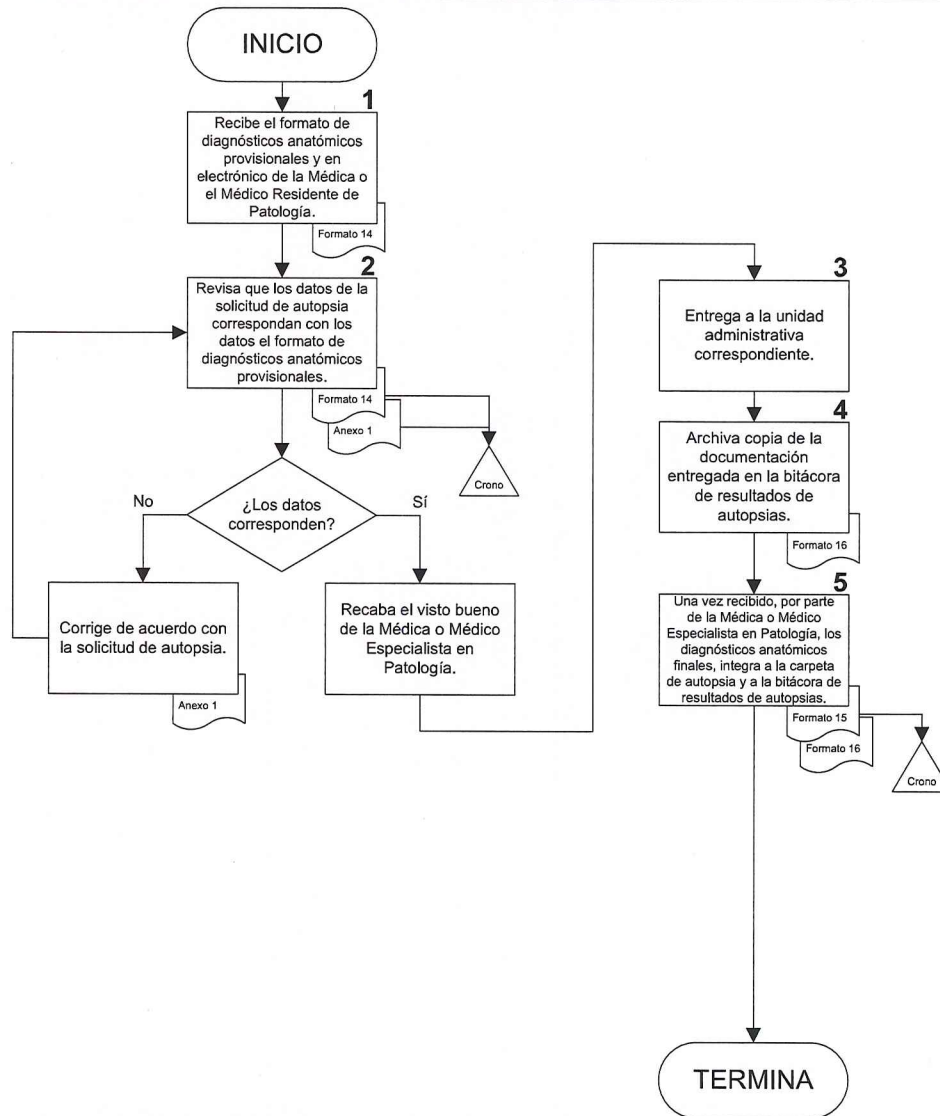 INICIO
1
Recibe el formato de
diagnósticos anatómicos
provisionales y en
electrónico de la Médica o
el Médico Residente de
Patología.
Formato 14
2
Revisa que los datos de la
solicitud de autopsia
correspondan con los
datos el formato de
diagnósticos anatómicos
provisionales.
Formato 14
Anexo 1
Crono
¿Los datos
corresponden?
No
Sí
Corrige de acuerdo con
la solicitud de autopsia.
Anexo 1
Recaba el visto bueno
de la Médica o Médico
Especialista en
Patología.
3
Entrega a la unidad
administrativa
correspondiente.
4
Archiva copia de la
documentación
entregada en la bitácora
de resultados de
autopsias.
Formato 16
5
Una vez recibido, por parte
de la Médica o Médico
Especialista en Patología, los
diagnósticos anatómicos
finales, integra a la carpeta
de autopsia y a la bitácora de
resultados de autopsias.
Formato 15
Formato 16
Crono
TERMINA